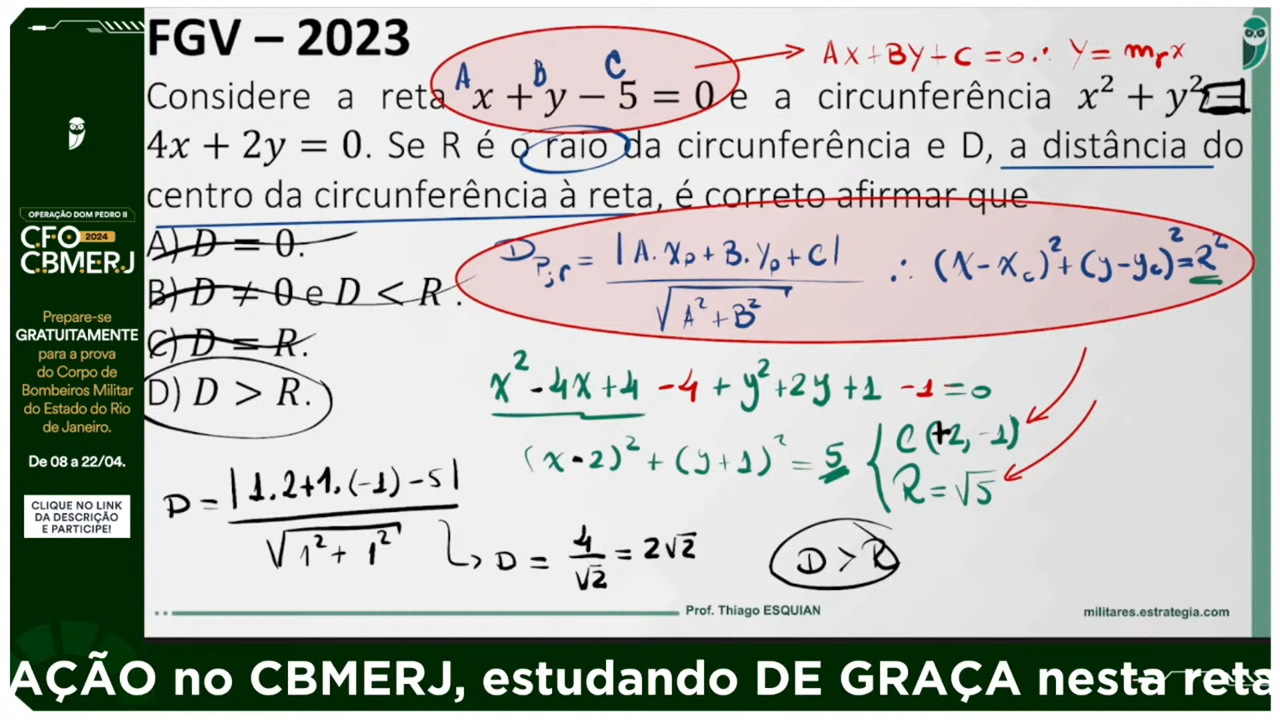 FGV – 2023
A B C
Considere a reta x + y − 5 = 0 e a circunferência x² + y² −
AX+BY+C=0 ∴ Y = mᵣx
4x + 2y = 0. Se R é o raio da circunferência e D, a distância do
centro da circunferência à reta, é correto afirmar que
A) D = 0.
B) D ≠ 0 e D < R.
C) D = R.
D) D > R.
D_{P,r} = |A.X_P + B.Y_P + C| / √(A² + B²) ∴ (x − x_c)² + (y − y_c)² = R²
x² - 4x + 4 - 4 + y² + 2y + 1 - 1 = 0
(x - 2)² + (y + 1)² = 5 { C (+2, -1)
R = √5
D = |1.2 + 1.(-1) - 5| / √(1² + 1²)
↳ D = 4/√2 = 2√2
D > R
Prof. Thiago ESQUIAN
militares.estrategia.com
OPERAÇÃO DOM PEDRO II
CFO 2024
CBMERJ
Prepare-se
GRATUITAMENTE
para a prova
do Corpo de
Bombeiros Militar
do Estado do Rio
de Janeiro.
De 08 a 22/04.
CLIQUE NO LINK
DA DESCRIÇÃO
E PARTICIPE!
AÇÃO no CBMERJ, estudando DE GRAÇA nesta reta